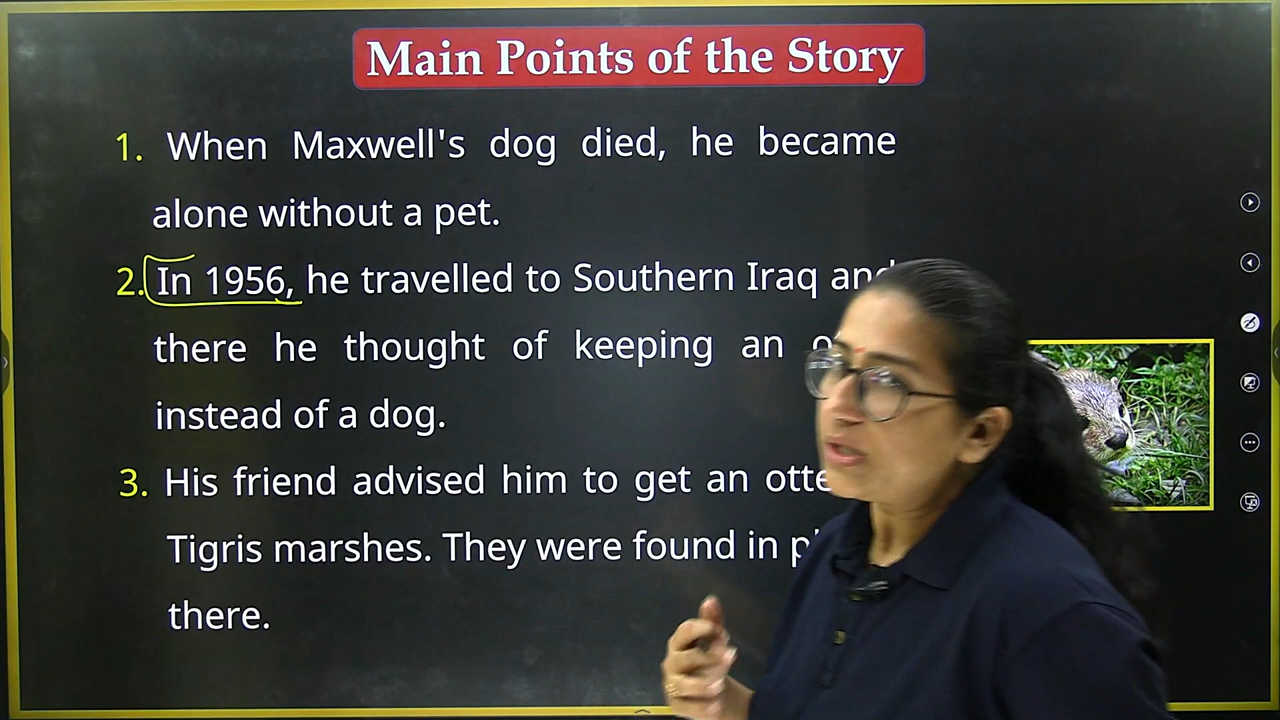 Main Points of the Story
1. When Maxwell's dog died, he became
alone without a pet.
2. In 1956, he travelled to Southern Iraq and
there he thought of keeping an
instead of a dog.
3. His friend advised him to get an
Tigris marshes. They were found in
there.